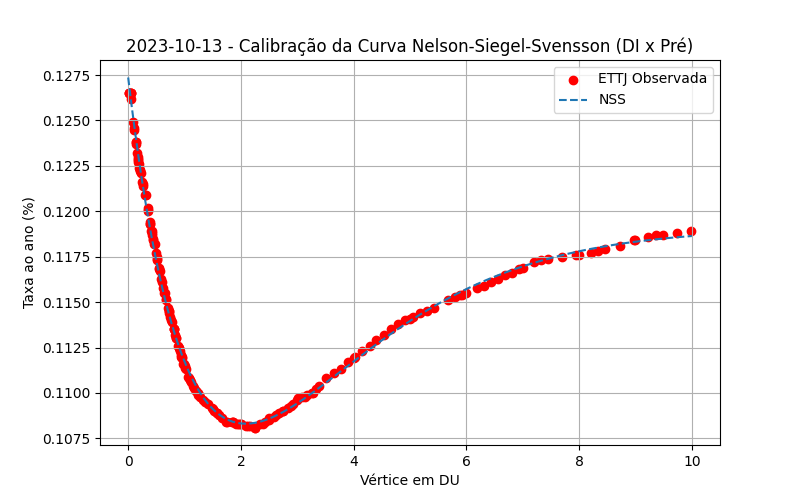 2023-10-13 - Calibração da Curva Nelson-Siegel-Svensson (DI x Pré)
ETTJ Observada
NSS
Taxa ao ano (%)
0.1275
0.1250
0.1225
0.1200
0.1175
0.1150
0.1125
0.1100
0.1075
0 2 4 6 8 10
Vértice em DU